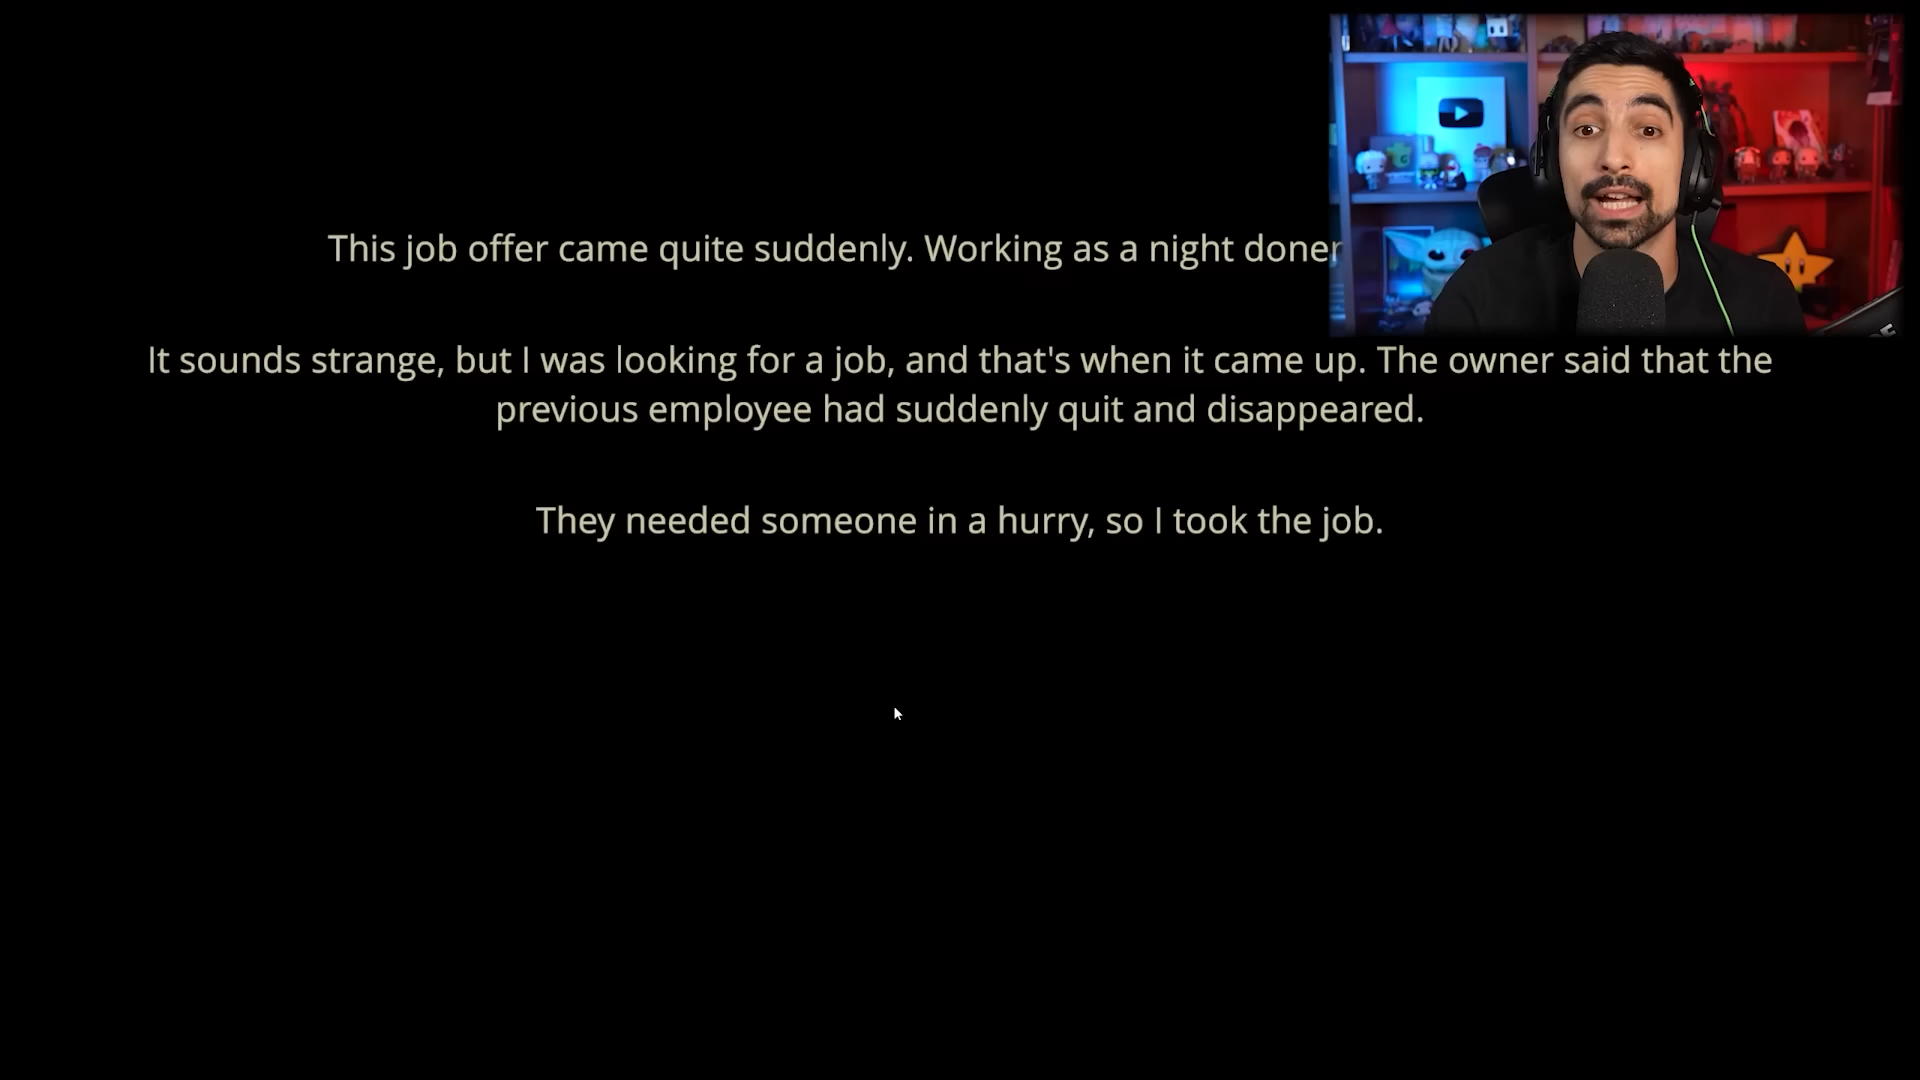 This job offer came quite suddenly. Working as a night doner
It sounds strange, but I was looking for a job, and that's when it came up. The owner said that the
previous employee had suddenly quit and disappeared.
They needed someone in a hurry, so I took the job.